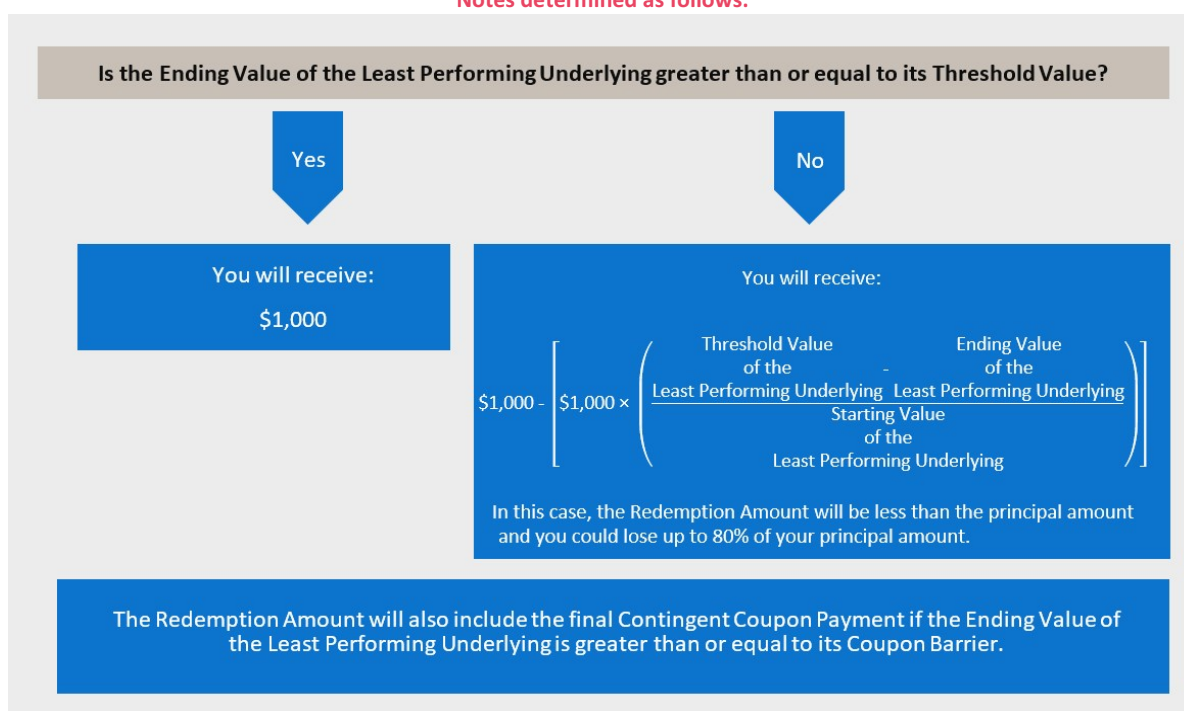 Notes determined as follows:
Is the Ending Value of the Least Performing Underlying greater than or equal to its Threshold Value?
Yes
No
You will receive:
$1,000
You will receive:
Threshold Value Ending Value
of the - of the
$1,000 - [$1,000 × ( Least Performing Underlying Least Performing Underlying )]
Starting Value
of the
Least Performing Underlying
In this case, the Redemption Amount will be less than the principal amount
and you could lose up to 80% of your principal amount.
The Redemption Amount will also include the final Contingent Coupon Payment if the Ending Value of
the Least Performing Underlying is greater than or equal to its Coupon Barrier.